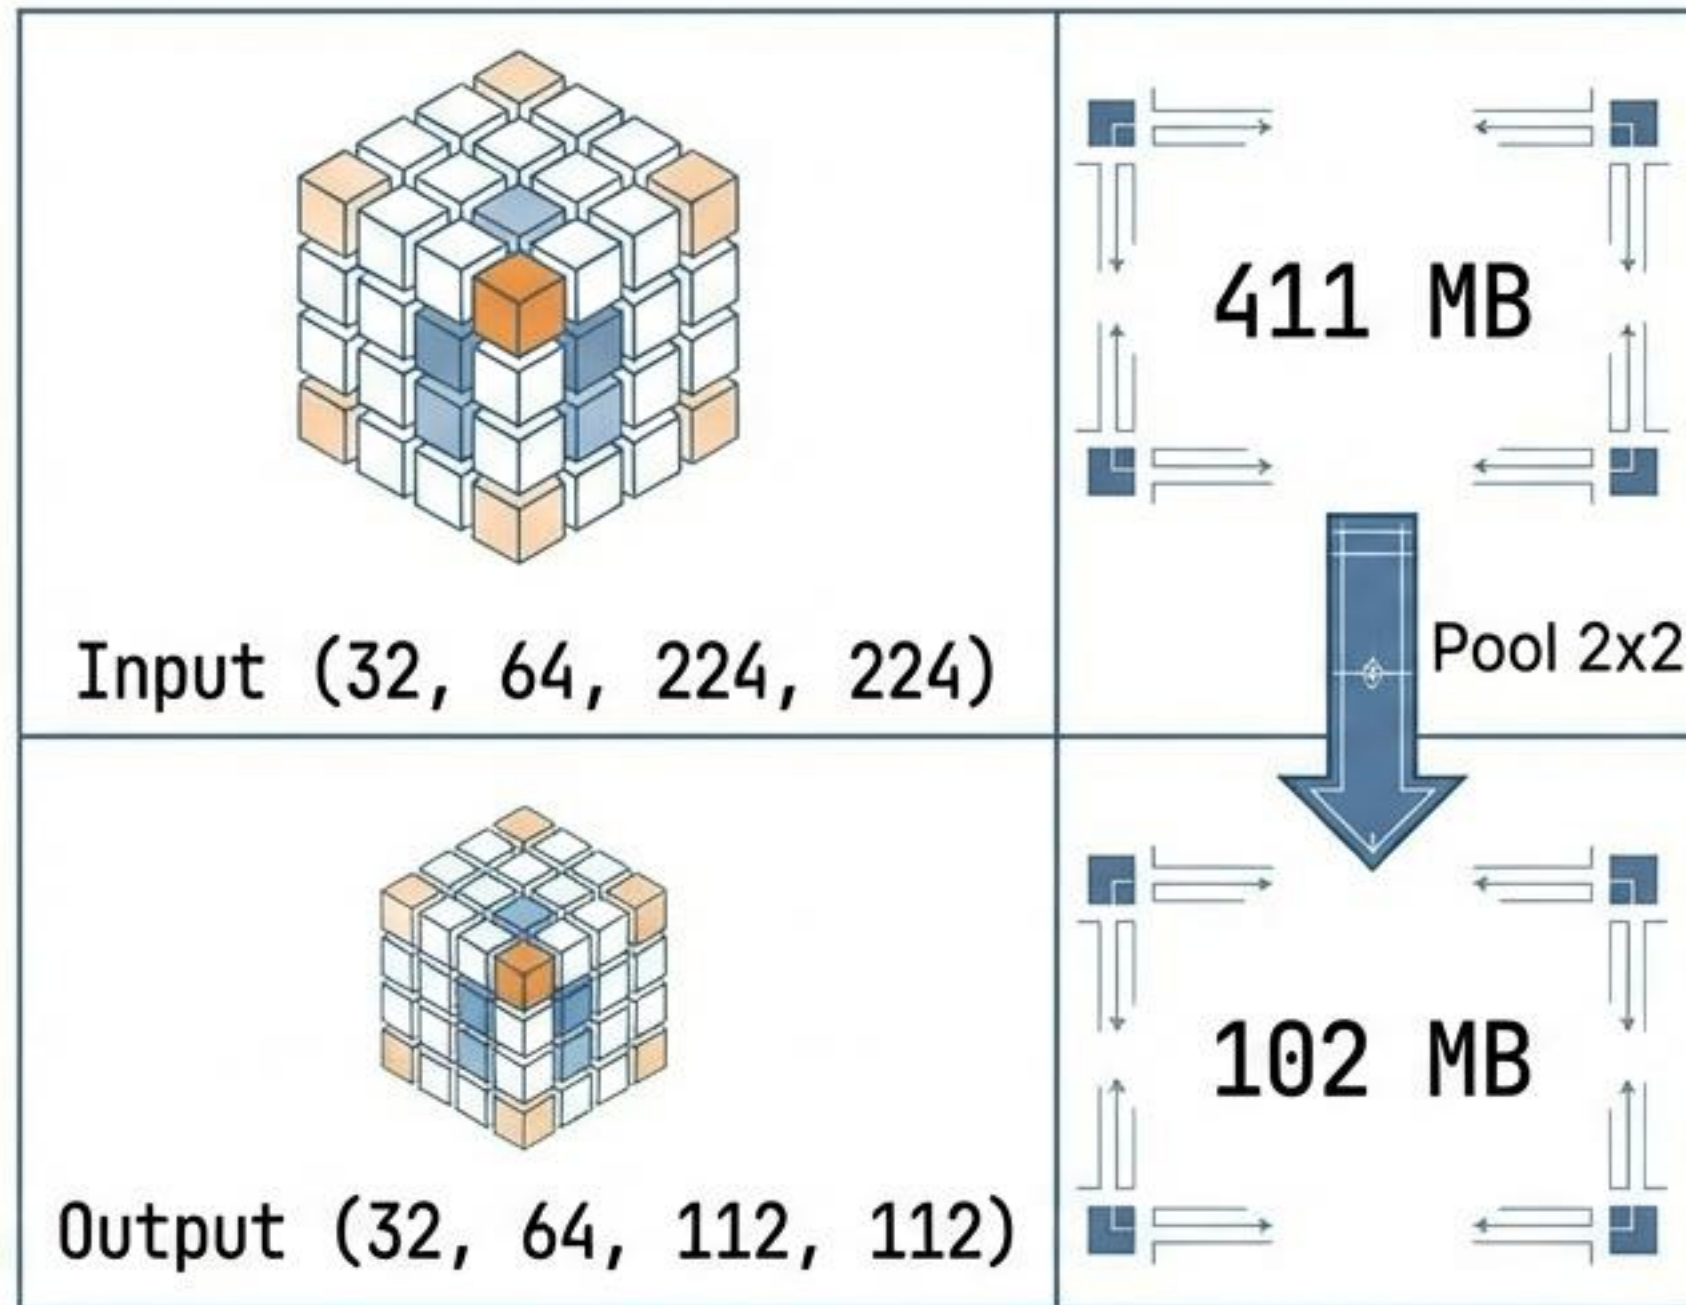 411 MB
Input (32, 64, 224, 224)
Pool 2x2
102 MB
Output (32, 64, 112, 112)